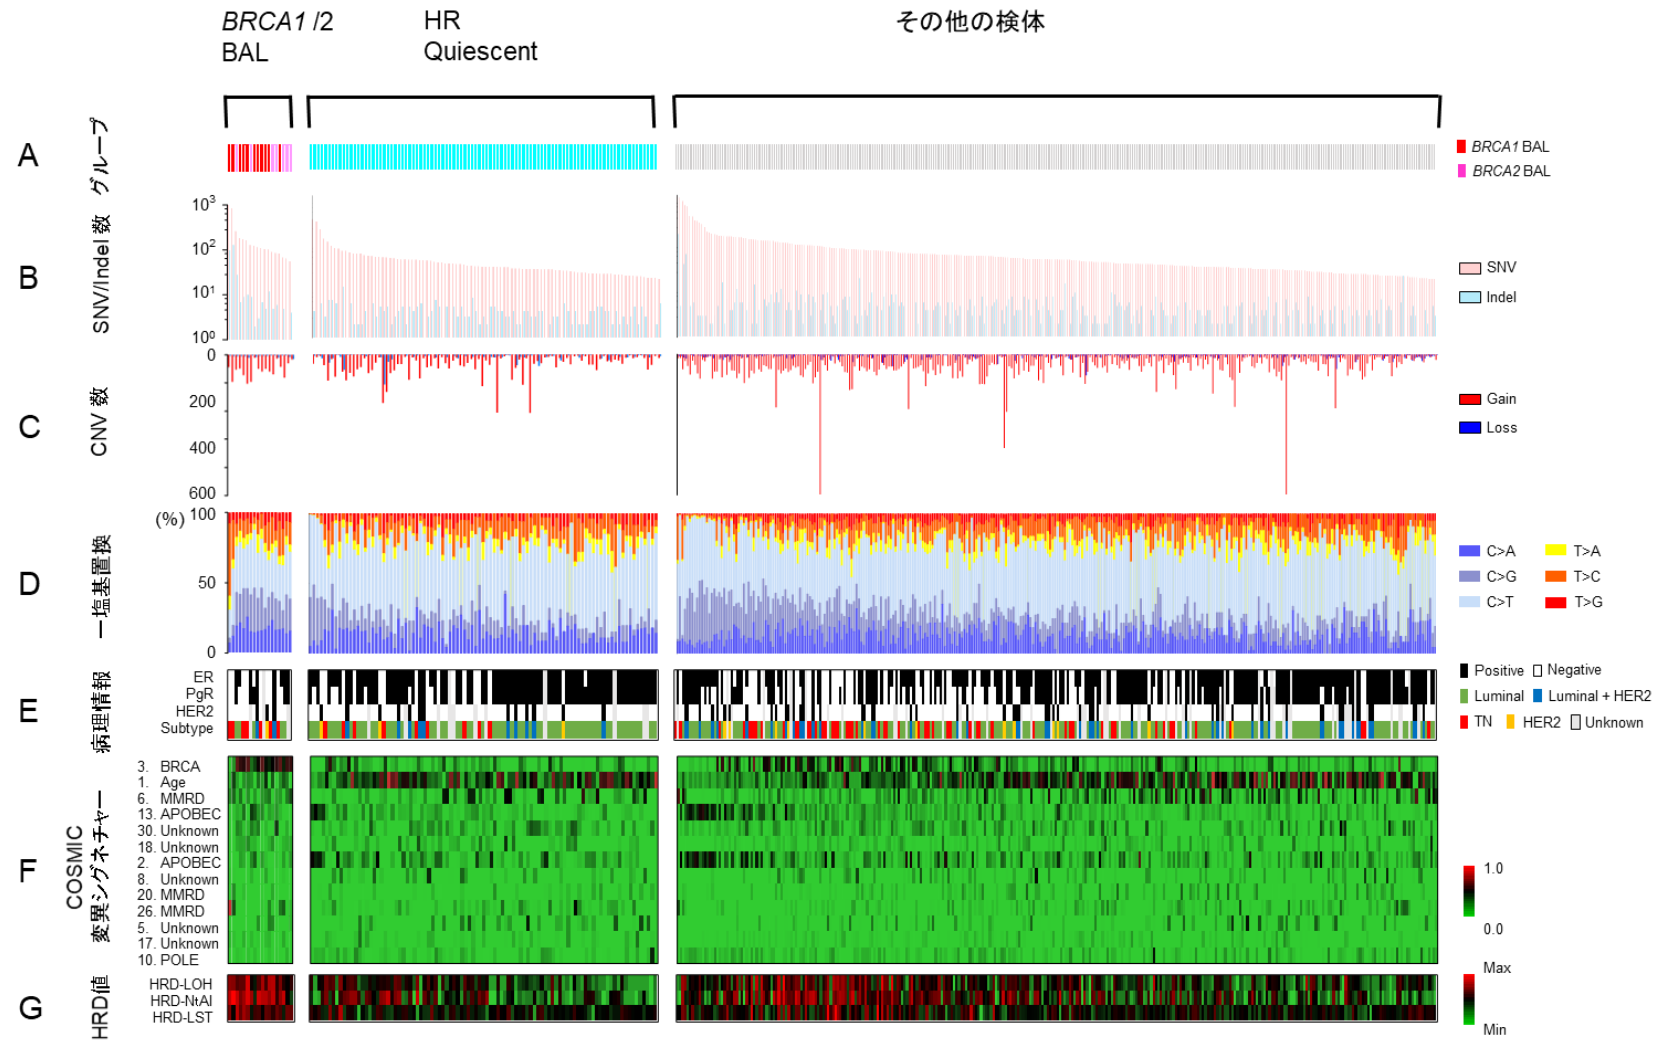 BRCA1 /2
BAL
HR
Quiescent
その他の検体
A
グループ
BRCA1 BAL
BRCA2 BAL
B
SNV/Indel 数
10³
10²
10¹
10⁰
SNV
Indel
C
CNV 数
0
200
400
600
Gain
Loss
D
一塩基置換
(%) 100
50
0
C>A
T>A
C>G
T>C
C>T
T>G
E
病理情報
ER
PgR
HER2
Subtype
Positive
Negative
Luminal
Luminal + HER2
TN
HER2
Unknown
F
COSMIC
変異シグネチャー
3. BRCA
1. Age
6. MMRD
13. APOBEC
30. Unknown
18. Unknown
2. APOBEC
8. Unknown
20. MMRD
26. MMRD
5. Unknown
17. Unknown
10. POLE
1.0
0.0
G
HRD値
HRD-LOH
HRD-NtAI
HRD-LST
Max
Min